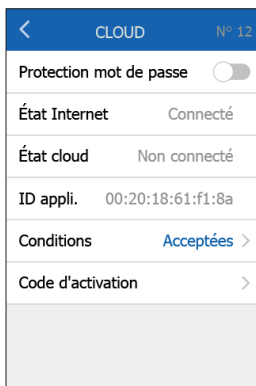 CLOUD N° 12
Protection mot de passe
État Internet Connecté
État cloud Non connecté
ID appli. 00:20:18:61:f1:8a
Conditions Acceptées
Code d'activation